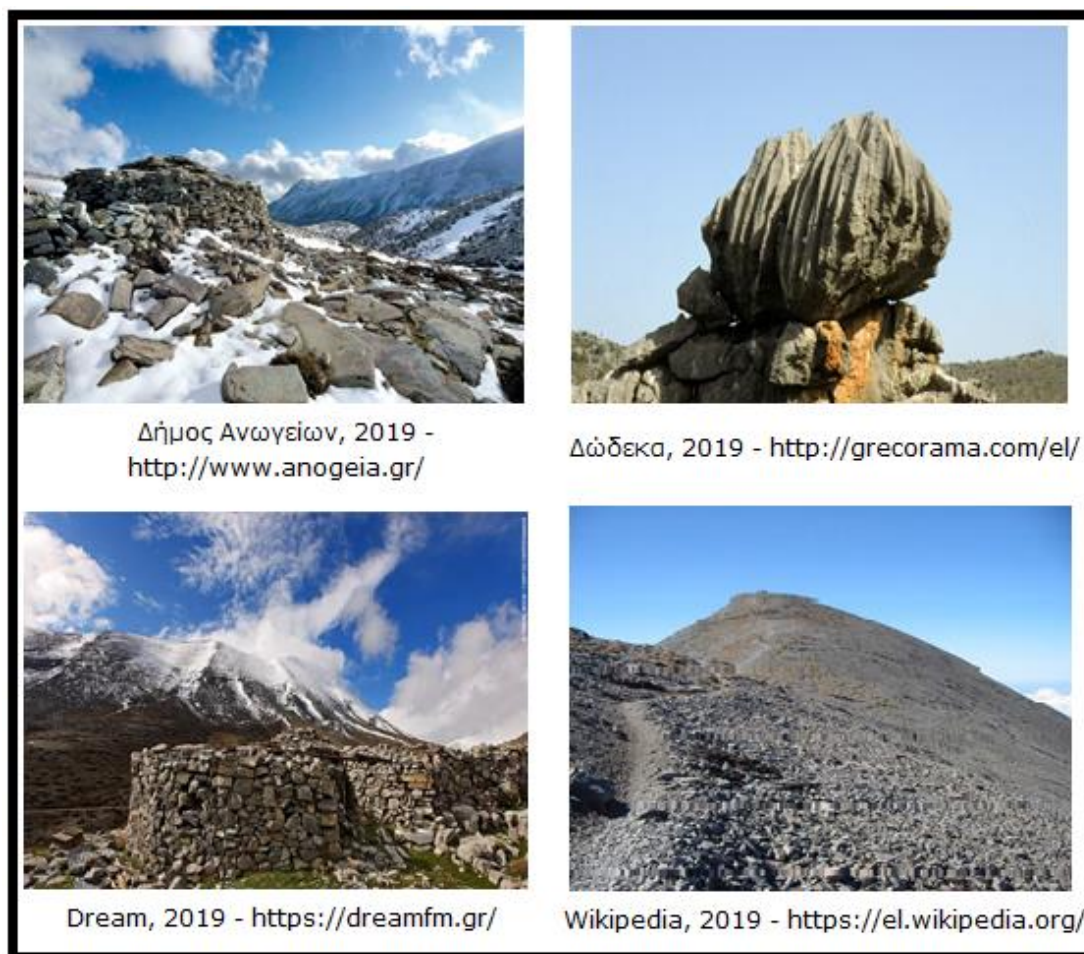 Δήμος Ανωγείων, 2019 -
http://www.anogeia.gr/
Δώδεκα, 2019 - http://grecorama.com/el/
Dream, 2019 - https://dreamfm.gr/
Wikipedia, 2019 - https://el.wikipedia.org/